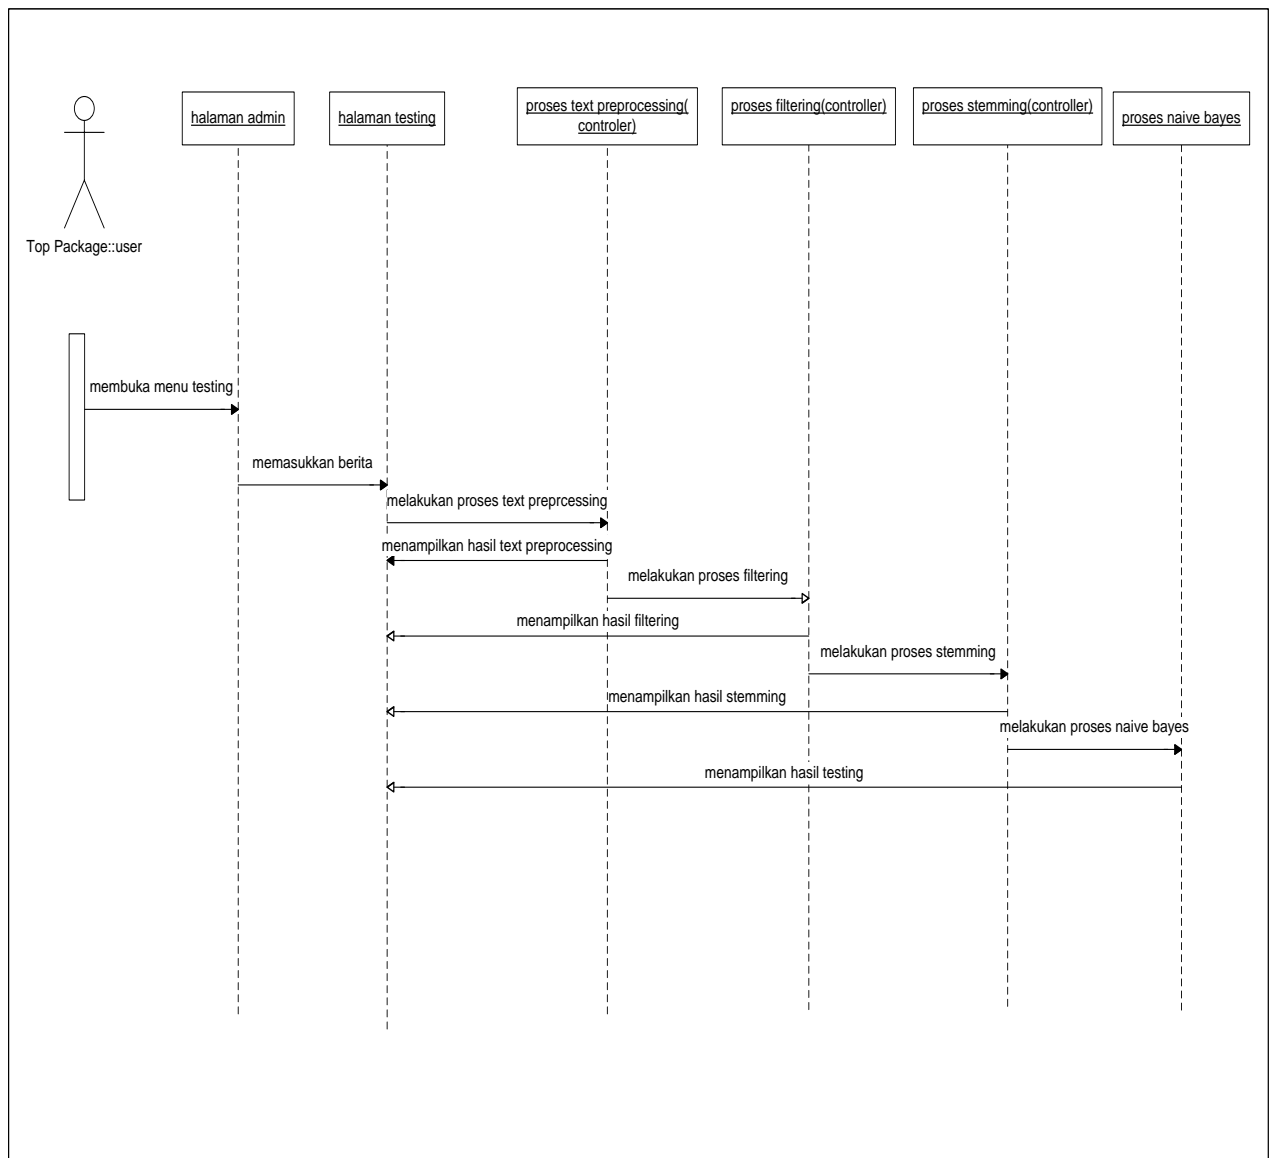 halaman admin
halaman testing
proses text preprocessing(
controler)
proses filtering(controller)
proses stemming(controller)
proses naive bayes
Top Package::user
membuka menu testing
memasukkan berita
melakukan proses text preprcessing
menampilkan hasil text preprocessing
melakukan proses filtering
menampilkan hasil filtering
melakukan proses stemming
menampilkan hasil stemming
melakukan proses naive bayes
menampilkan hasil testing